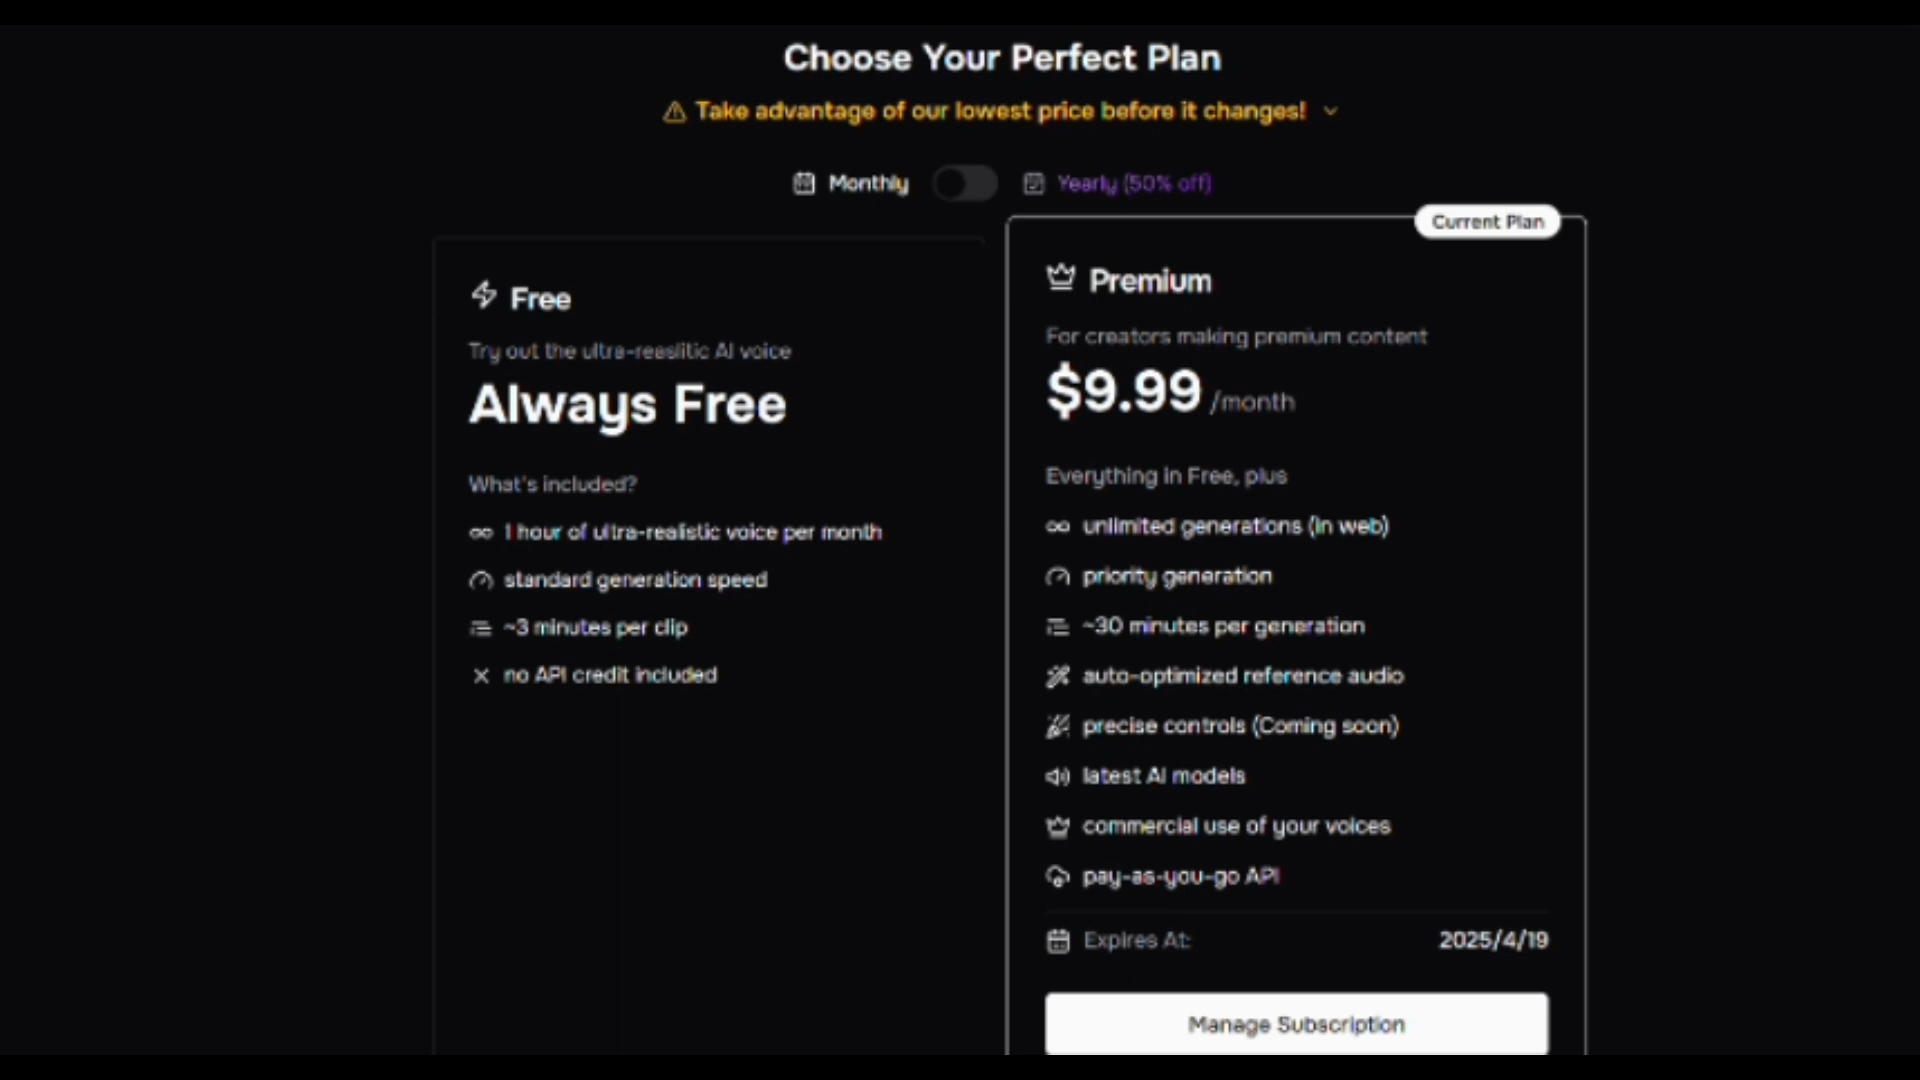 Choose Your Perfect Plan
Take advantage of our lowest price before it changes!
Monthly
Yearly (50% off)
Free
Try out the ultra-reaslitic AI voice
Always Free
What's included?
1 hour of ultra-realistic voice per month
standard generation speed
~3 minutes per clip
no API credit included
Current Plan
Premium
For creators making premium content
$9.99 /month
Everything in Free, plus
unlimited generations (in web)
priority generation
~30 minutes per generation
auto-optimized reference audio
precise controls (Coming soon)
latest AI models
commercial use of your voices
pay-as-you-go API
Expires At:
2025/4/19
Manage Subscription